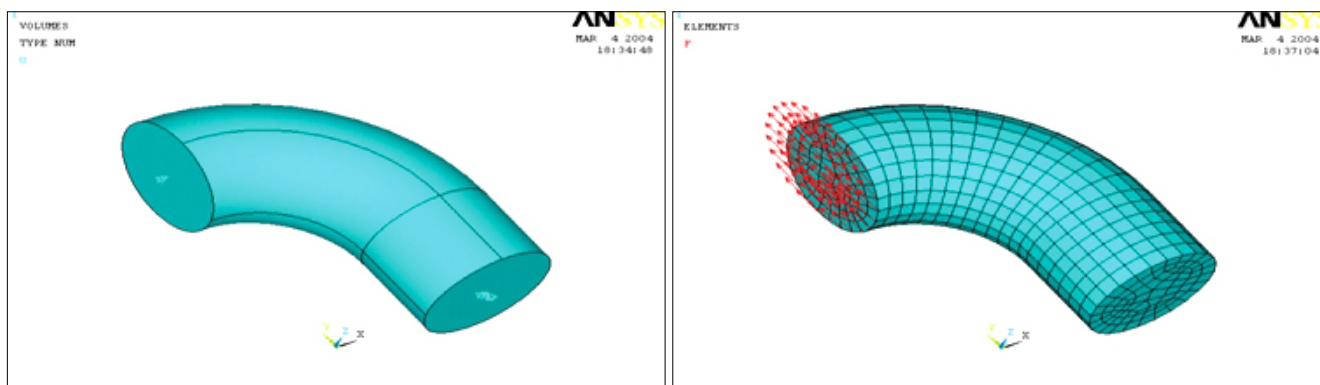 VOLUMES
TYPE NUM
U
ANSYS
MAR 4 2004
18:34:48
X
Y
Z
ELEMENTS
F
ANSYS
MAR 4 2004
18:37:04
X
Y
Z